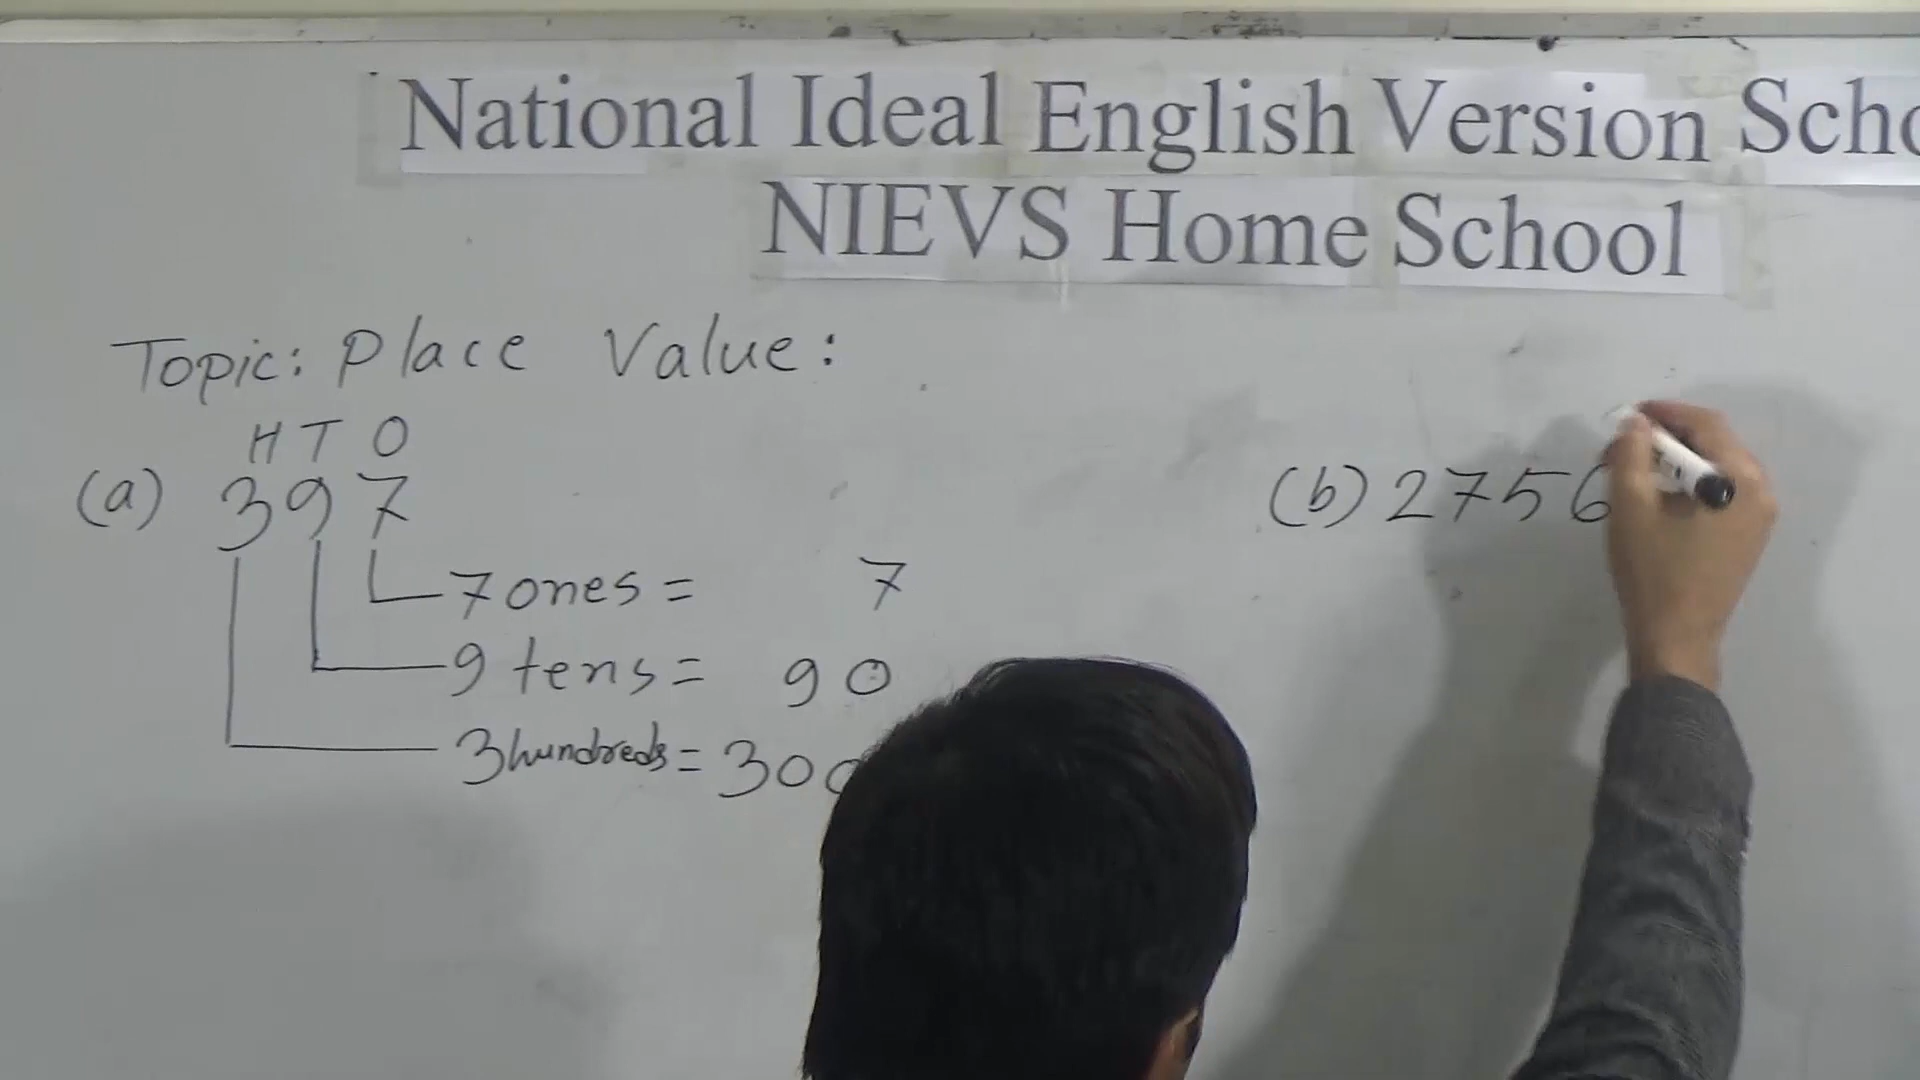 National Ideal English Version Scho
NIEVS Home School
Topic: Place Value:
H T O
(a) 397
7 ones = 7
9 tens = 90
3 hundreds = 300
(b) 2756